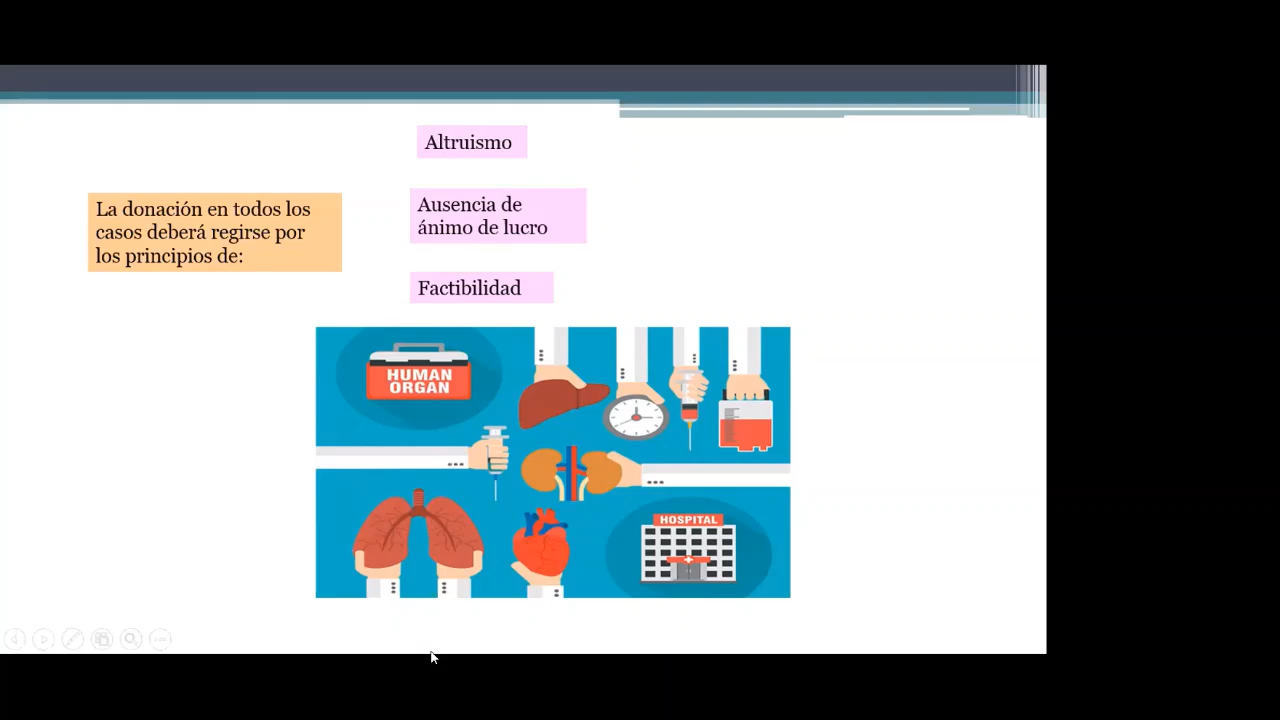 La donación en todos los
casos deberá regirse por
los principios de:
Altruismo
Ausencia de
ánimo de lucro
Factibilidad
HUMAN
ORGAN
HOSPITAL